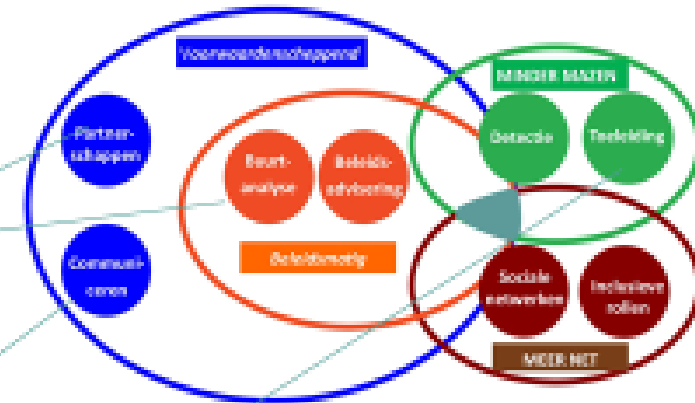 Voorwaardenscheppend
MINDER MAZEN
Partner-
schappen
Detectie
Toeleiding
Buurt-
analyse
Beleids-
advisering
Communi-
ceren
Beleidsmatig
Sociale
netwerken
Inclusieve
rollen
MEER NET